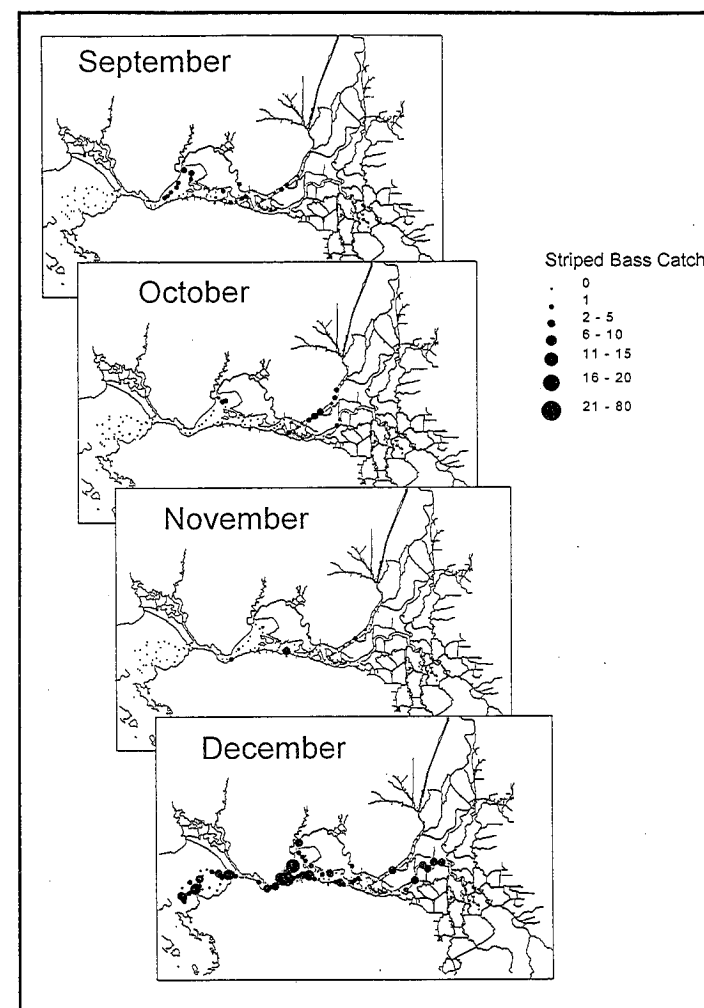 September
October
November
December
Striped Bass Catch
0
1
2 - 5
6 - 10
11 - 15
16 - 20
21 - 80